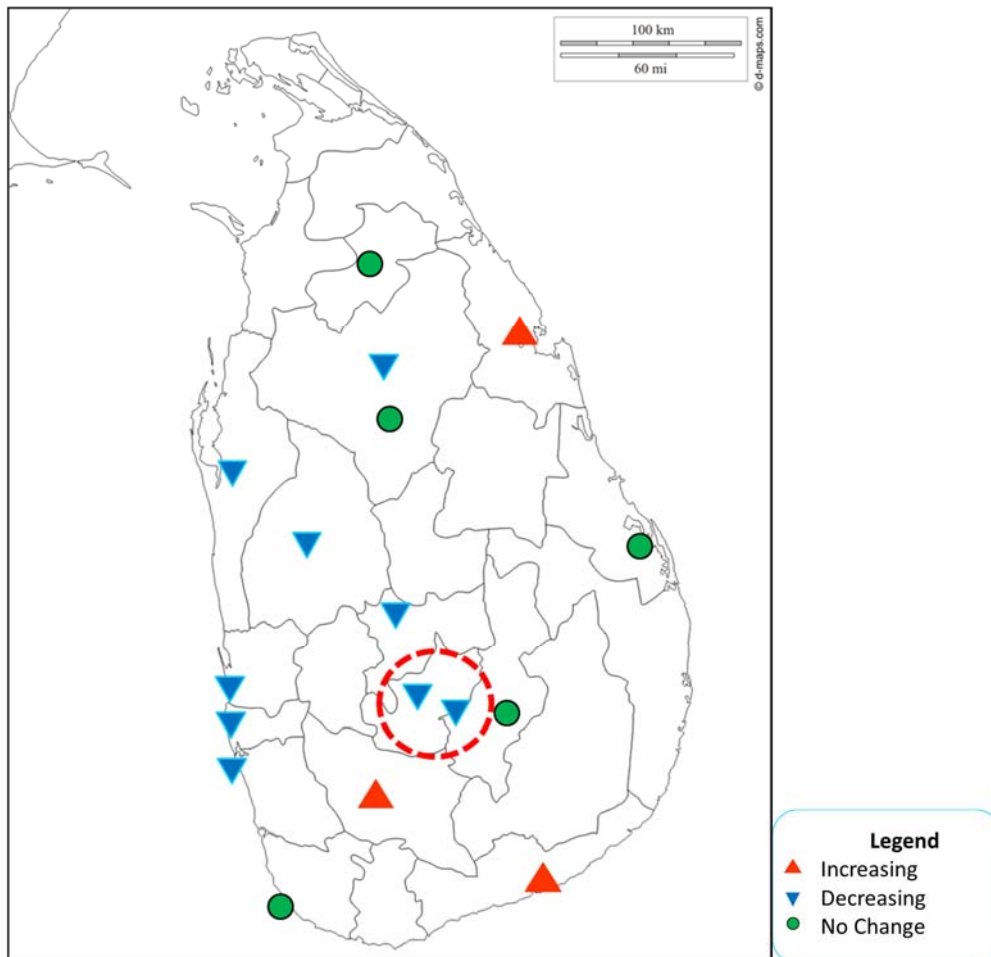 100 km
60 mi
© d-maps.com
Legend
Increasing
Decreasing
No Change